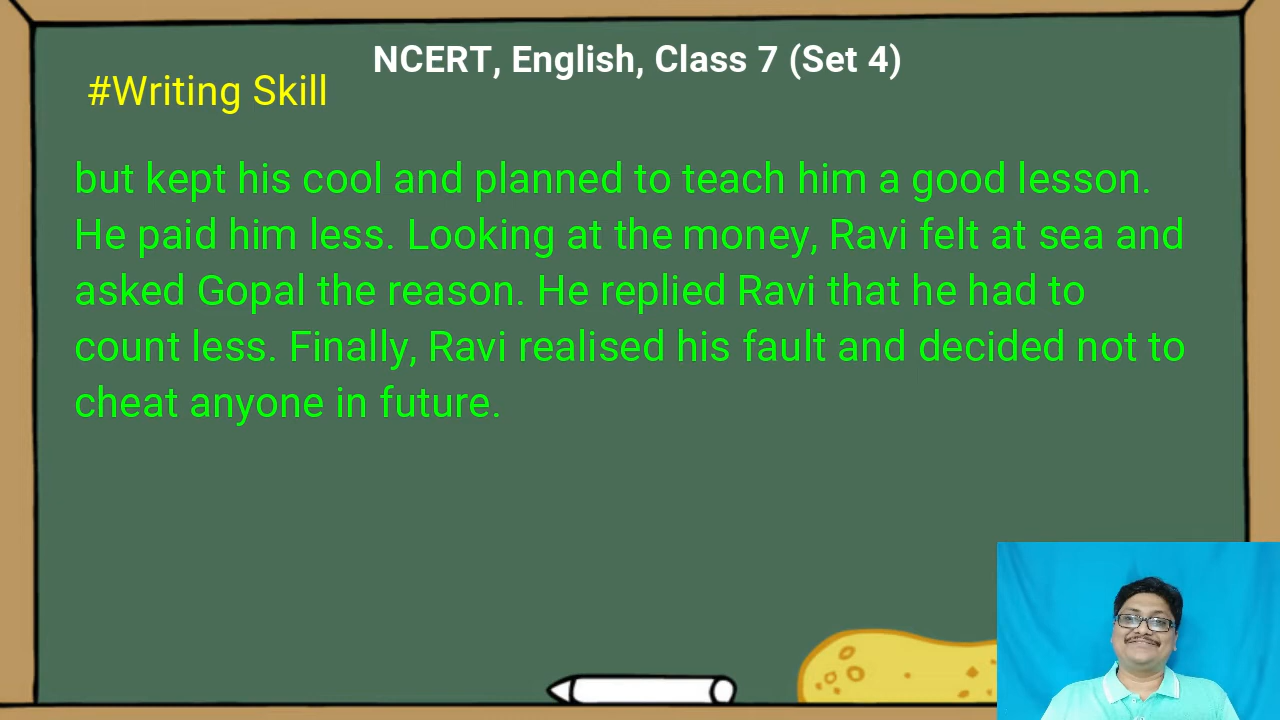 NCERT, English, Class 7 (Set 4)
#Writing Skill
but kept his cool and planned to teach him a good lesson.
He paid him less. Looking at the money, Ravi felt at sea and
asked Gopal the reason. He replied Ravi that he had to
count less. Finally, Ravi realised his fault and decided not to
cheat anyone in future.